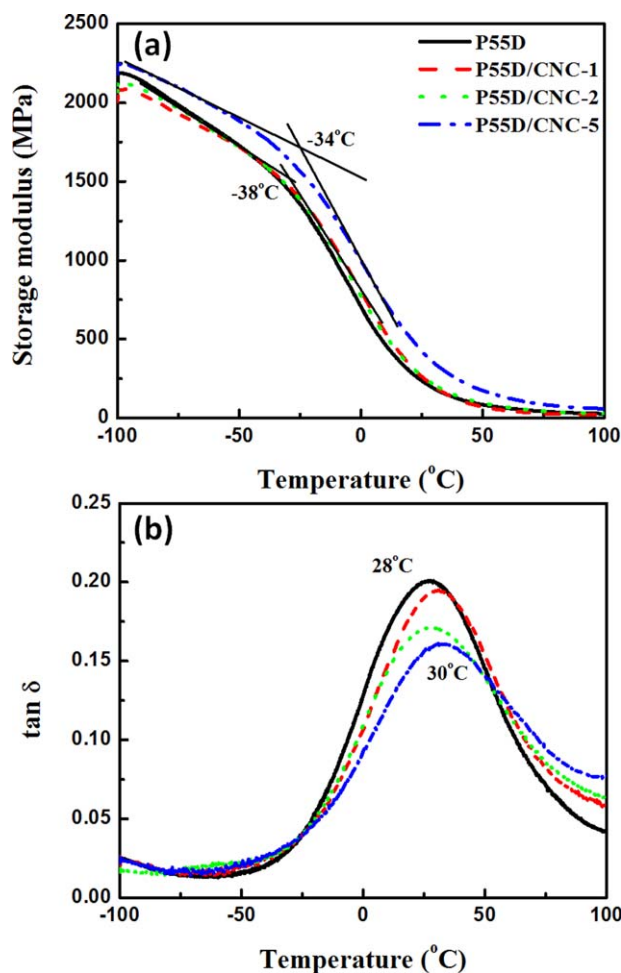 (a)
P55D
P55D/CNC-1
P55D/CNC-2
P55D/CNC-5
-34°C
-38°C
Storage modulus (MPa)
2500
2000
1500
1000
500
0
-100 -50 0 50 100
Temperature (°C)
(b)
28°C
30°C
tan δ
0.25
0.20
0.15
0.10
0.05
0.00
-100 -50 0 50 100
Temperature (°C)